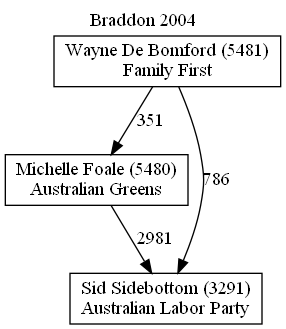 Braddon 2004
Wayne De Bomford (5481)
Family First
351
Michelle Foale (5480)
Australian Greens
786
2981
Sid Sidebottom (3291)
Australian Labor Party